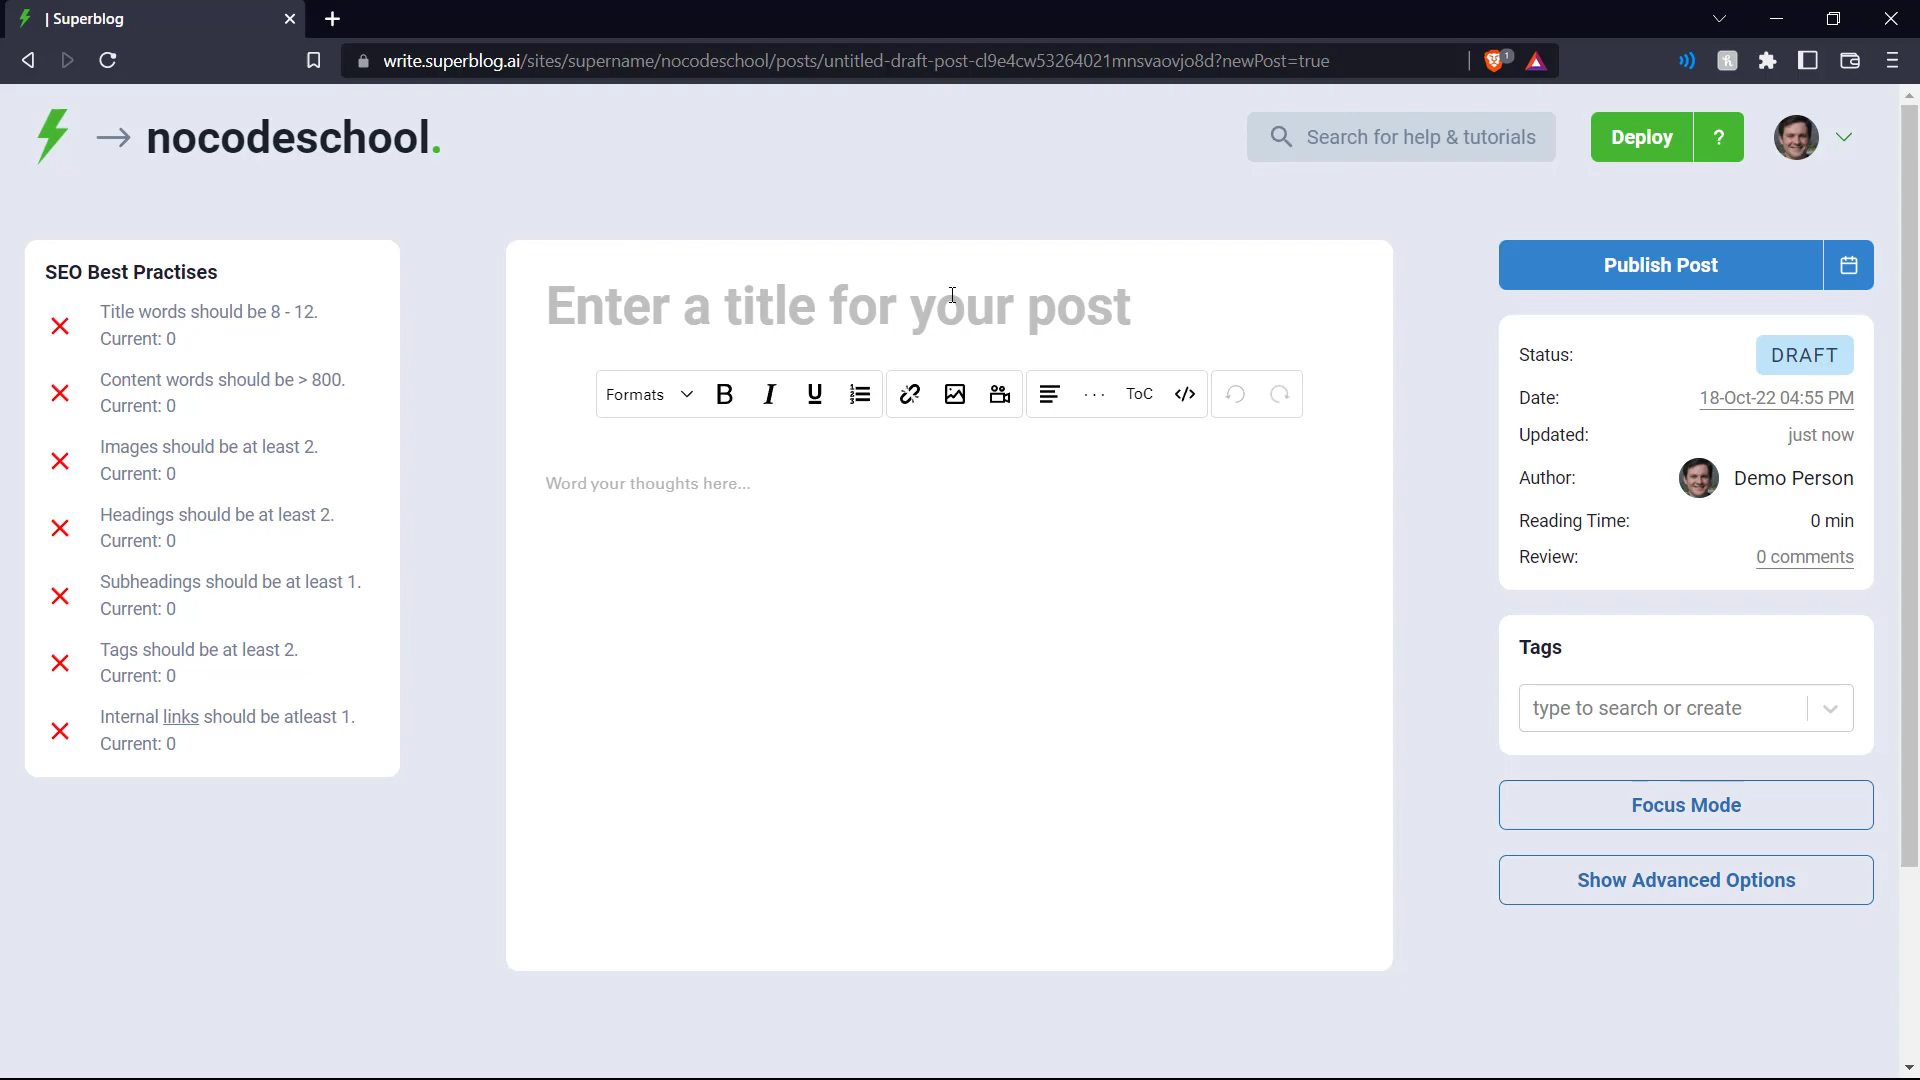 | Superblog
write.superblog.ai/sites/supername/nocodeschool/posts/untitled-draft-post-cl9e4cw53264021mnsvaovjo8d?newPost=true
1
nocodeschool.
Search for help & tutorials
Deploy
?
SEO Best Practises
Title words should be 8 - 12.
Current: 0
Content words should be > 800.
Current: 0
Images should be at least 2.
Current: 0
Headings should be at least 2.
Current: 0
Subheadings should be at least 1.
Current: 0
Tags should be at least 2.
Current: 0
Internal links should be atleast 1.
Current: 0
Enter a title for your post
Formats B I U ToC
Word your thoughts here...
Publish Post
Status: DRAFT
Date: 18-Oct-22 04:55 PM
Updated: just now
Author: Demo Person
Reading Time: 0 min
Review: 0 comments
Tags
type to search or create
Focus Mode
Show Advanced Options